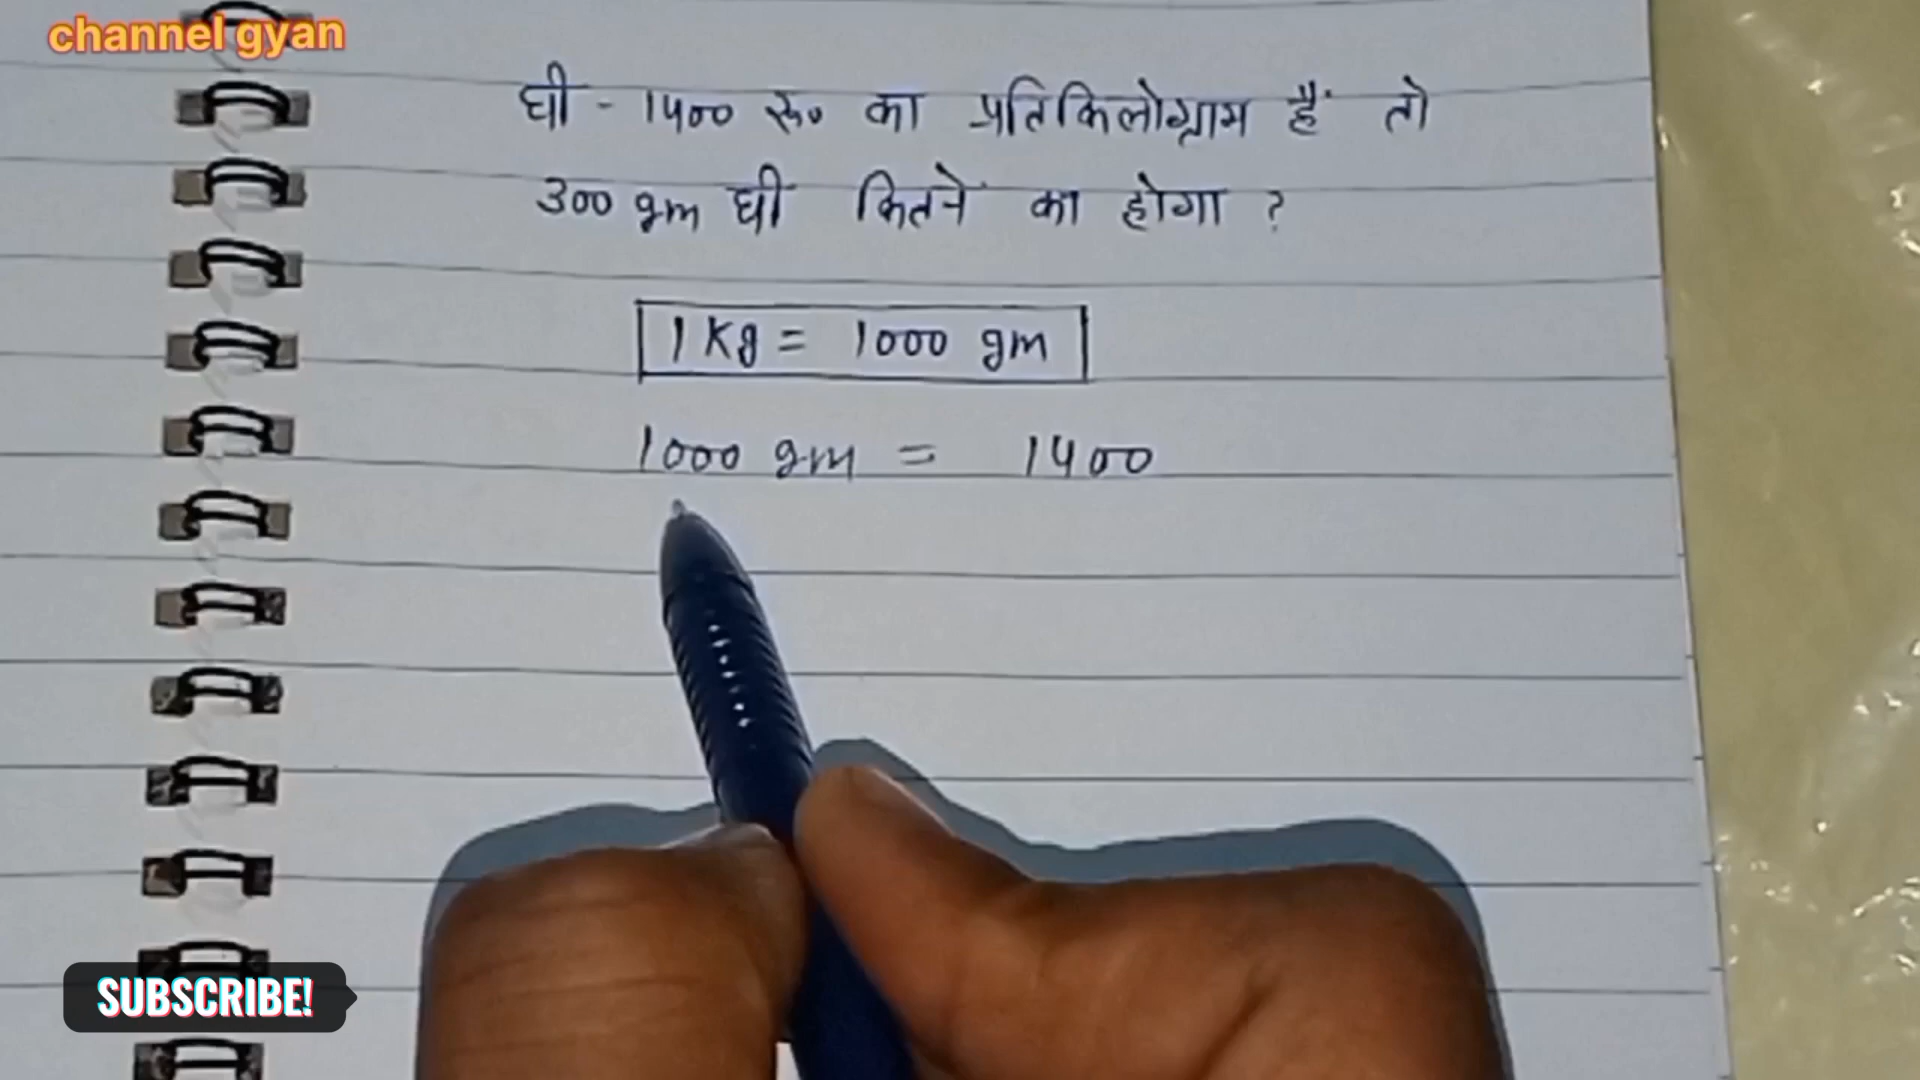 channel gyan
घी - 1400 रु० का प्रतिकिलोग्राम हैं तो
300 gm घी कितने का होगा ?
1 Kg = 1000 gm
1000 gm = 1400
SUBSCRIBE!